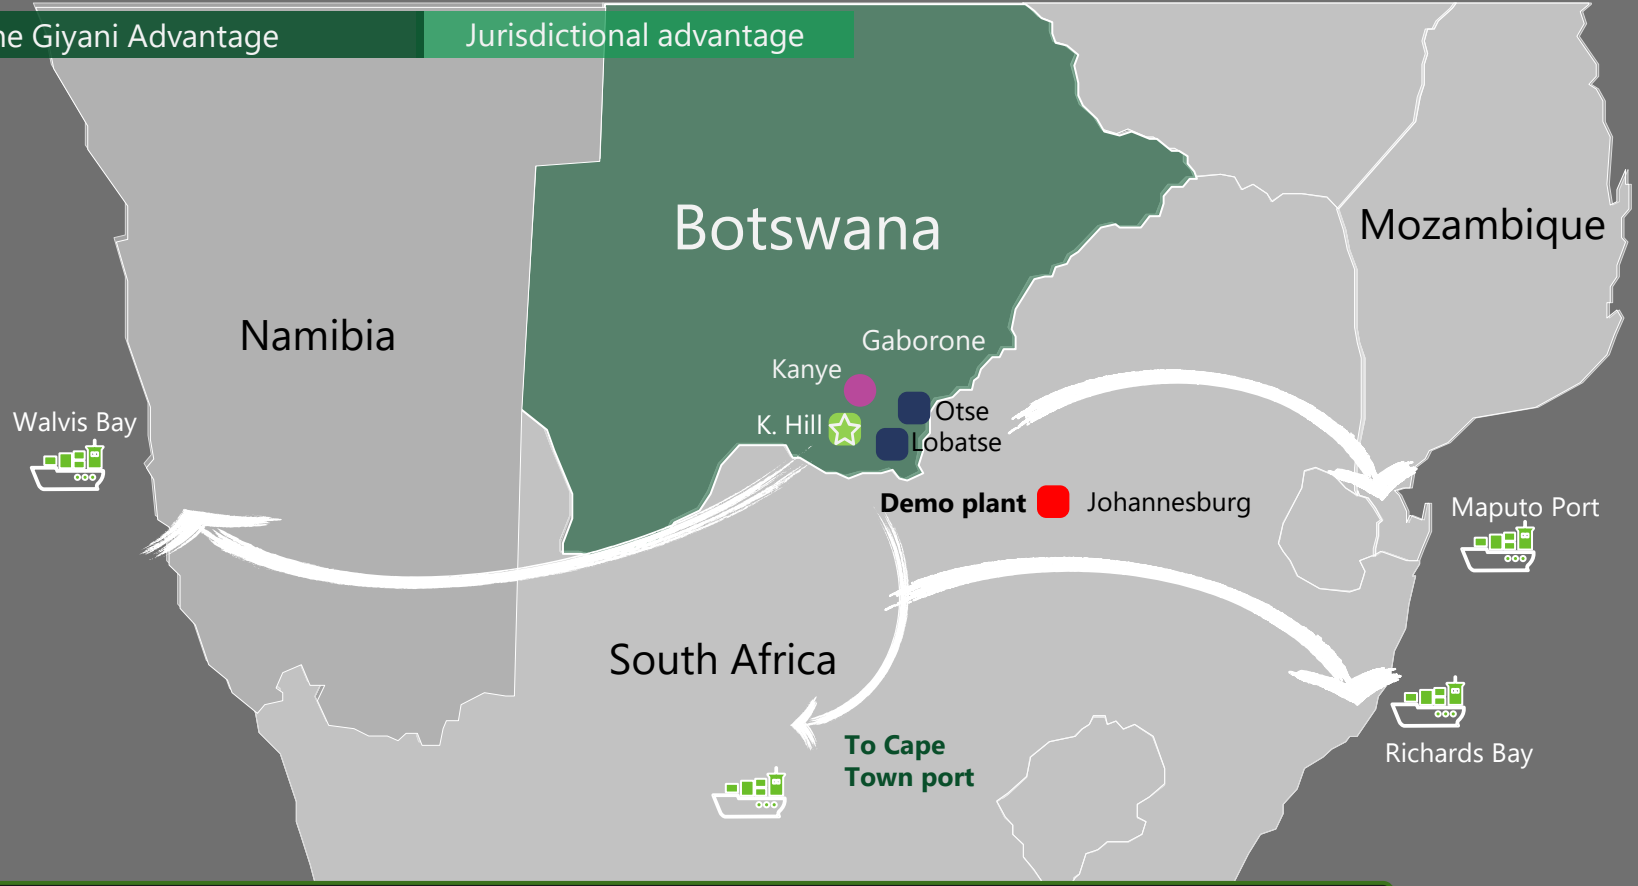 he Giyani Advantage
Jurisdictional advantage
Botswana
Mozambique
Namibia
Gaborone
Kanye
Walvis Bay
K. Hill
Otse
Lobatse
Demo plant
Johannesburg
Maputo Port
South Africa
To Cape
Town port
Richards Bay